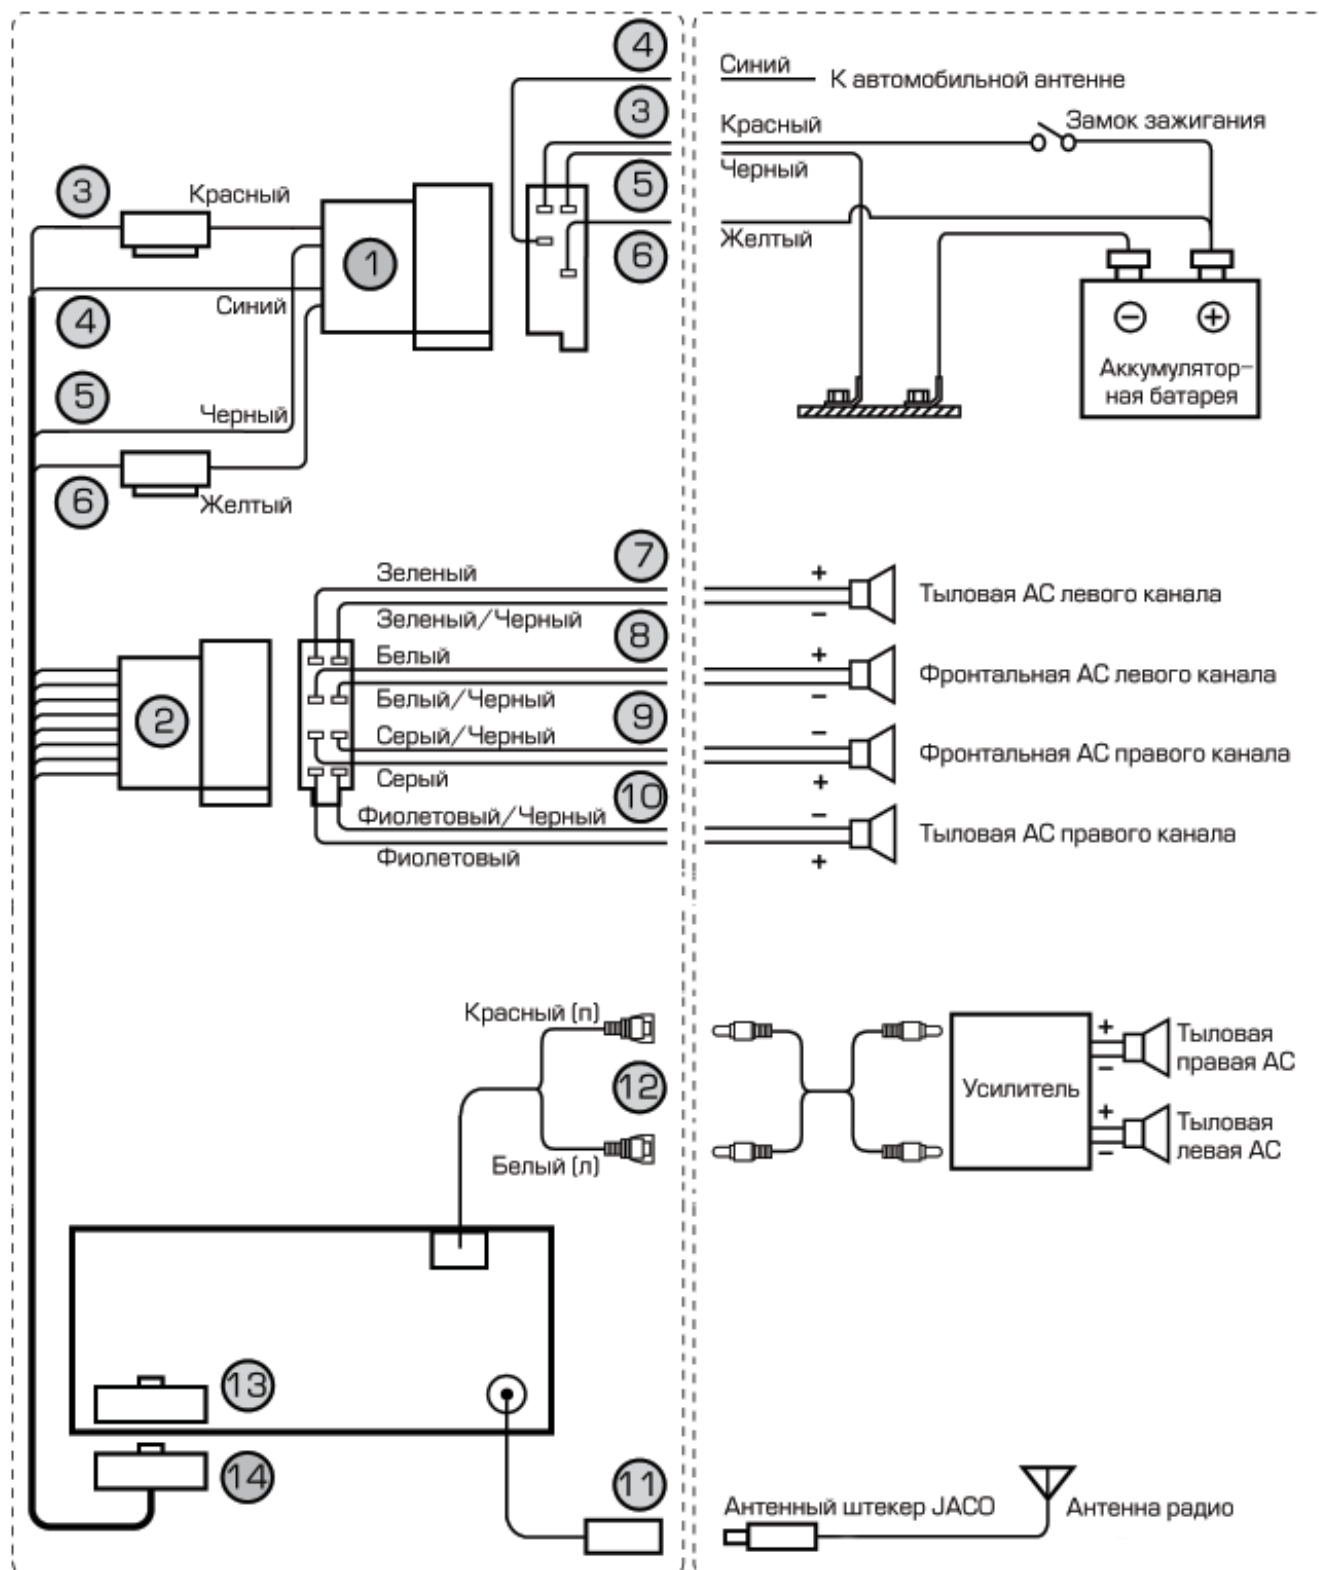 4
Синий
К автомобильной антенне
3
Красный
Замок зажигания
Черный
5
Желтый
6
3
Красный
1
Синий
4
5
Черный
6
Желтый
−
+
Аккумулятор–
ная батарея
7
Зеленый
Зеленый/Черный
+
−
Тыловая АС левого канала
8
Белый
Белый/Черный
+
−
Фронтальная АС левого канала
2
9
Серый/Черный
Серый
−
+
Фронтальная АС правого канала
10
Фиолетовый/Черный
Фиолетовый
−
+
Тыловая АС правого канала
Красный (п)
12
Белый (л)
Усилитель
+
−
Тыловая
правая АС
+
−
Тыловая
левая АС
13
14
11
Антенный штекер JACO
Антенна радио